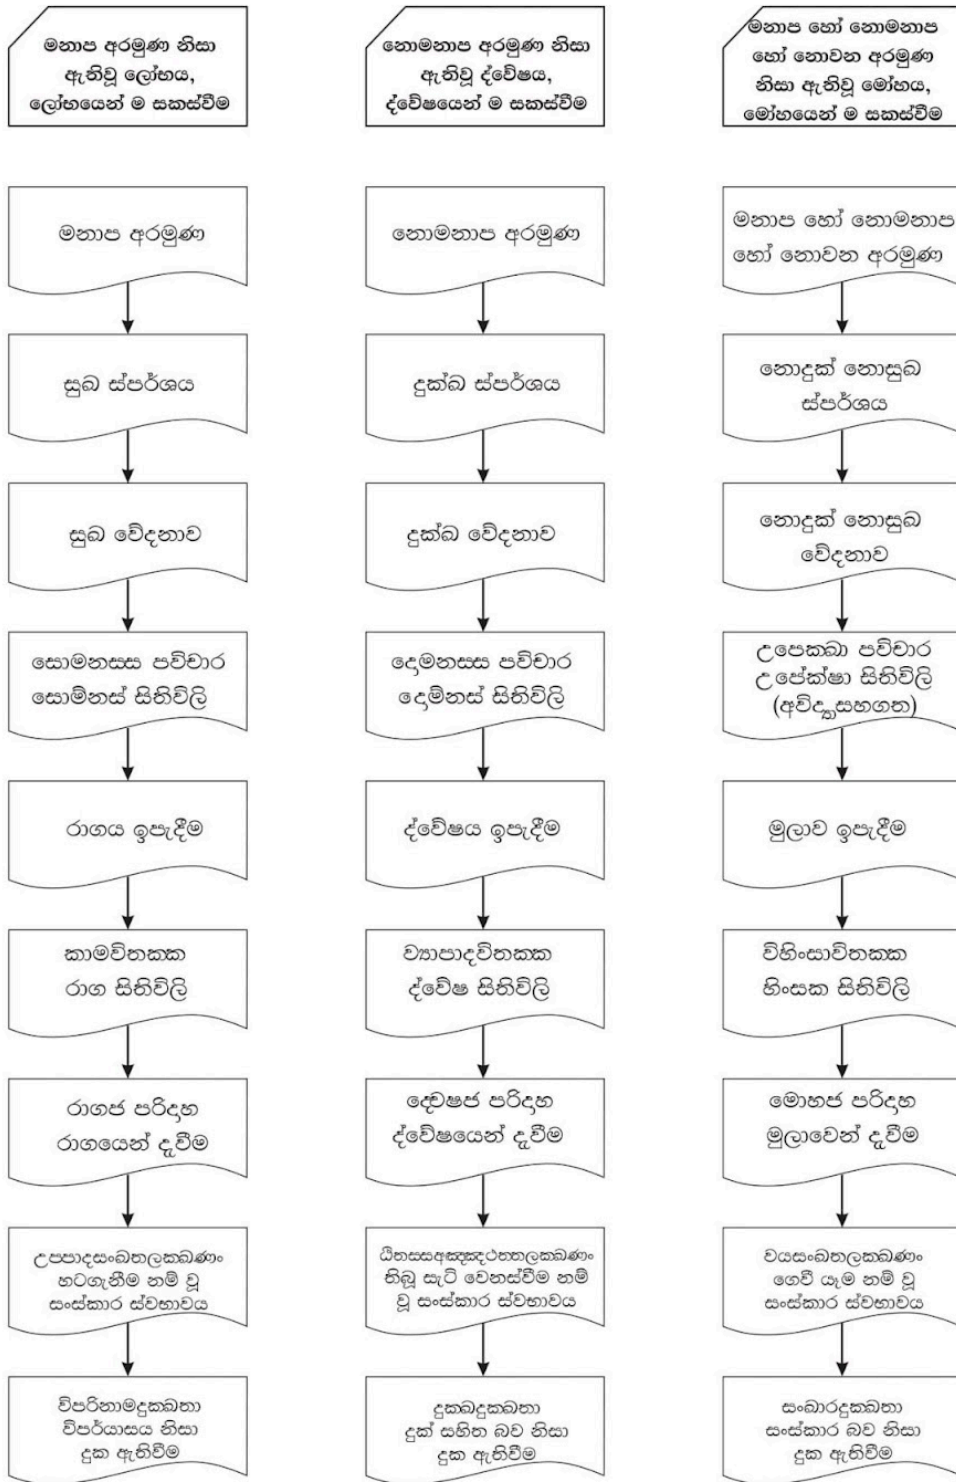 මනාප අරමුණ නිසා
ඇතිවූ ලෝභය,
ලෝභයෙන් ම සකස්වීම
මනාප අරමුණ
සුඛ ස්පර්ශය
සුඛ වේදනාව
සොමනස්ස පවිචාර
සොම්නස් සිතිවිලි
රාගය ඉපැදීම
කාමවිතක්ක
රාග සිතිවිලි
රාගජ පරිදාහ
රාගයෙන් දැවීම
උප්පාදසංඛතලක්ඛණං
හටගැනීම නම් වූ
සංස්කාර ස්වභාවය
විපරිනාමදුක්ඛතා
විපර්යාසය නිසා
දුක ඇතිවීම
නොමනාප අරමුණ නිසා
ඇතිවූ ද්වේෂය,
ද්වේෂයෙන් ම සකස්වීම
නොමනාප අරමුණ
දුක්ඛ ස්පර්ශය
දුක්ඛ වේදනාව
දොමනස්ස පවිචාර
දොම්නස් සිතිවිලි
ද්වේෂය ඉපැදීම
ව්‍යාපාදවිතක්ක
ද්වේෂ සිතිවිලි
ද්වෙෂජ පරිදාහ
ද්වේෂයෙන් දැවීම
ඨිතස්සඅඤ්ඤථත්තලක්ඛණං
තිබූ සැටි වෙනස්වීම නම්
වූ සංස්කාර ස්වභාවය
දුක්ඛදුක්ඛතා
දුක් සහිත බව නිසා
දුක ඇතිවීම
මනාප හෝ නොමනාප
හෝ නොවන අරමුණ
නිසා ඇතිවූ මෝහය,
මෝහයෙන් ම සකස්වීම
මනාප හෝ නොමනාප
හෝ නොවන අරමුණ
නොදුක් නොසුඛ
ස්පර්ශය
නොදුක් නොසුඛ
වේදනාව
උපෙක්ඛා පවිචාර
උපේක්ෂා සිතිවිලි
(අවිද්‍යාසහගත)
මුලාව ඉපැදීම
විහිංසාවිතක්ක
හිංසක සිතිවිලි
මොහජ පරිදාහ
මුලාවෙන් දැවීම
වයසංඛතලක්ඛණං
ගෙවී යෑම නම් වූ
සංස්කාර ස්වභාවය
සංඛාරදුක්ඛතා
සංස්කාර බව නිසා
දුක ඇතිවීම